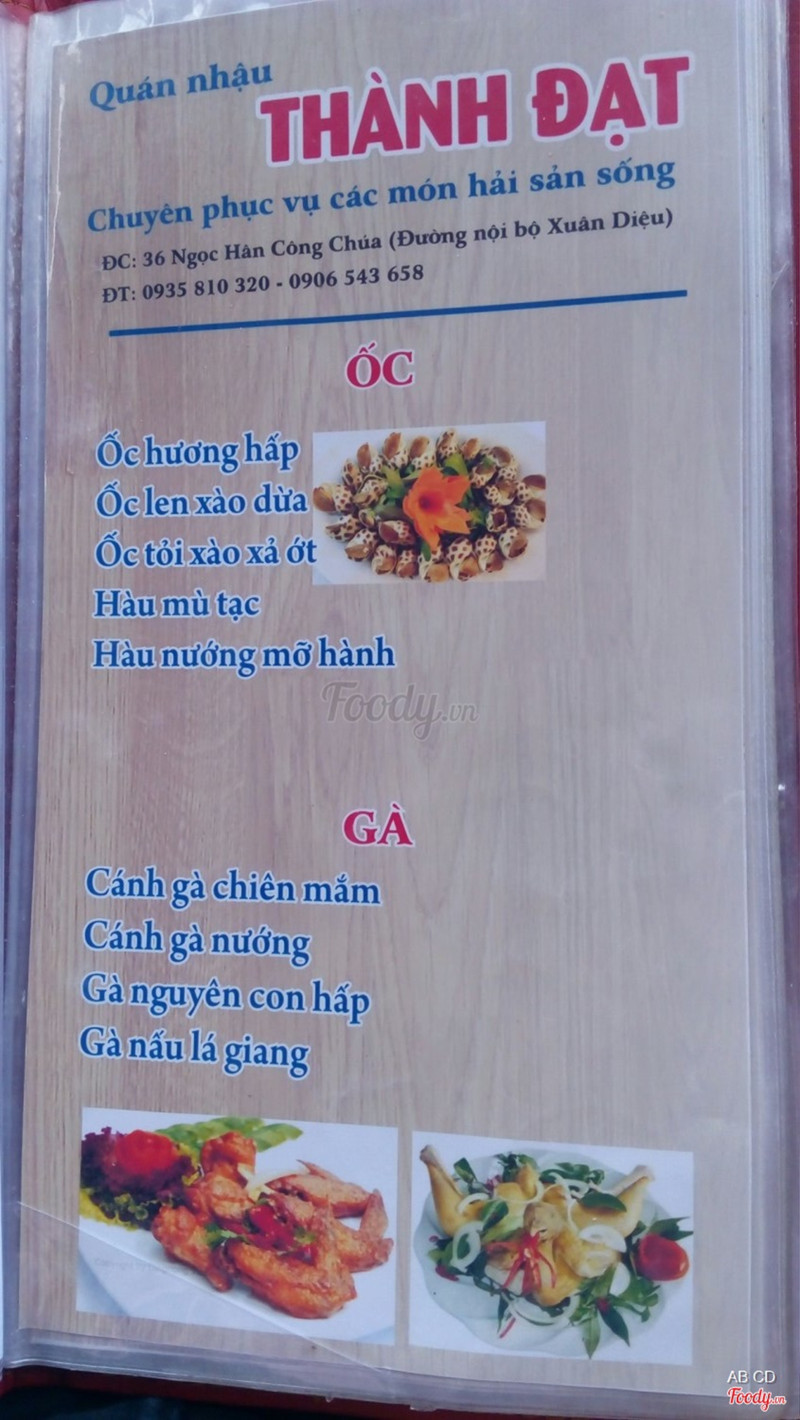 Quán nhậu
THÀNH ĐẠT
Chuyên phục vụ các món hải sản sống
ĐC: 36 Ngọc Hân Công Chúa (Đường nội bộ Xuân Diệu)
ĐT: 0935 810 320 - 0906 543 658
ỐC
Ốc hương hấp
Ốc len xào dừa
Ốc tỏi xào xả ớt
Hàu mù tạc
Hàu nướng mỡ hành
Foody.vn
GÀ
Cánh gà chiên mắm
Cánh gà nướng
Gà nguyên con hấp
Gà nấu lá giang
AB CD
Foody.vn